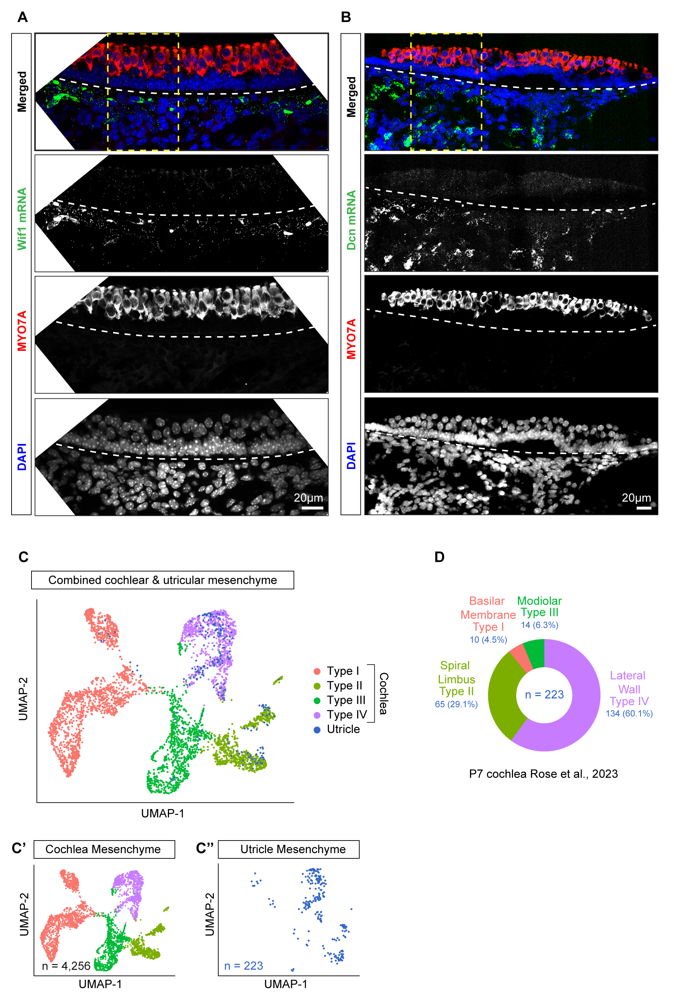 A
B
Merged
Wif1 mRNA
MYO7A
DAPI
20µm
Merged
Dcn mRNA
MYO7A
DAPI
20µm
C
Combined cochlear & utricular mesenchyme
UMAP-2
UMAP-1
Type I
Type II
Type III
Type IV
Utricle
Cochlea
D
Basilar
Membrane
Type I
10 (4.5%)
Modiolar
Type III
14 (6.3%)
Spiral
Limbus
Type II
65 (29.1%)
n = 223
Lateral
Wall
Type IV
134 (60.1%)
P7 cochlea Rose et al., 2023
C’
Cochlea Mesenchyme
UMAP-2
n = 4,256
UMAP-1
C’’
Utricle Mesenchyme
UMAP-2
n = 223
UMAP-1